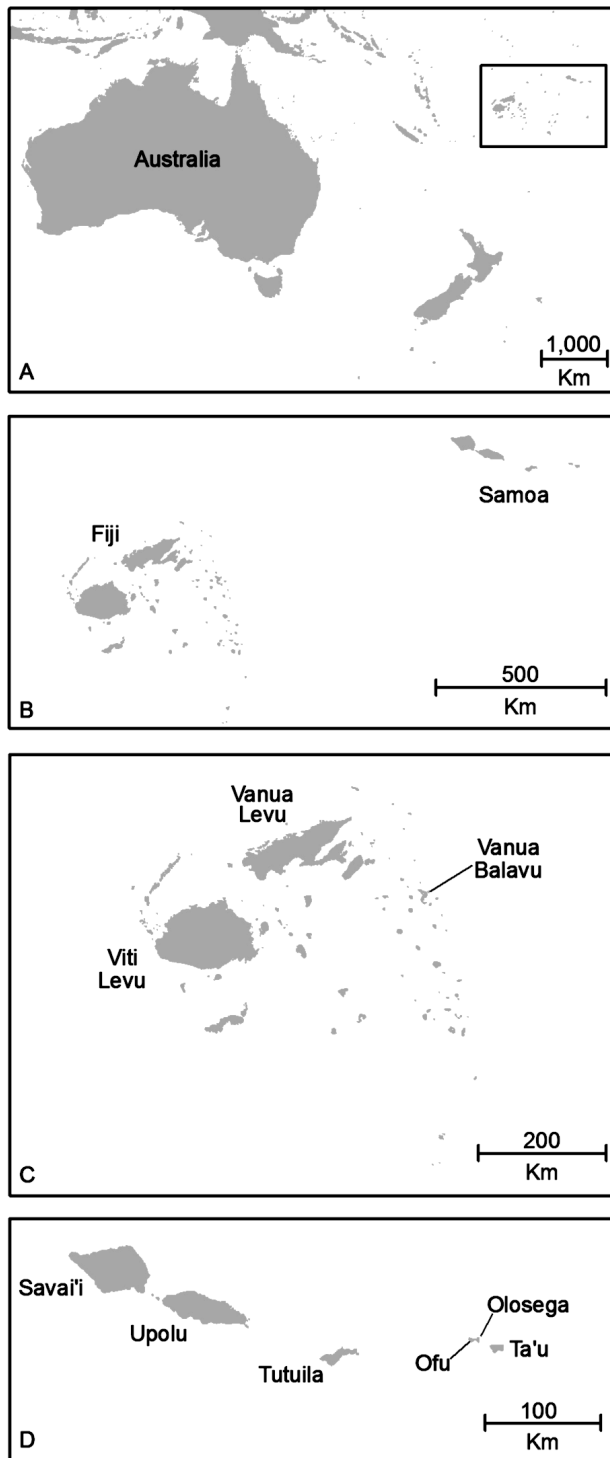 Australia
1,000
Km
A
Samoa
Fiji
500
Km
B
Vanua
Levu
Vanua
Balavu
Viti
Levu
200
Km
C
Savai'i
Upolu
Tutuila
Olosega
Ofu
Ta'u
100
Km
D